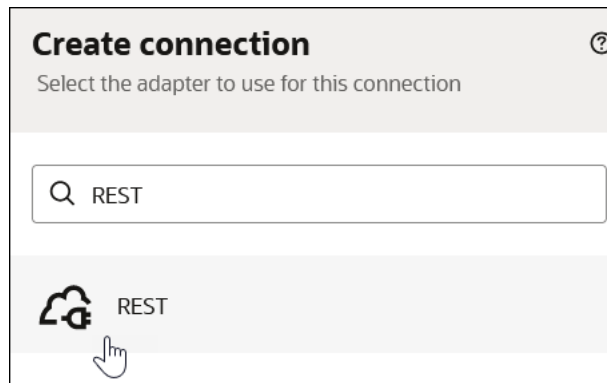 Create connection
Select the adapter to use for this connection
REST
REST